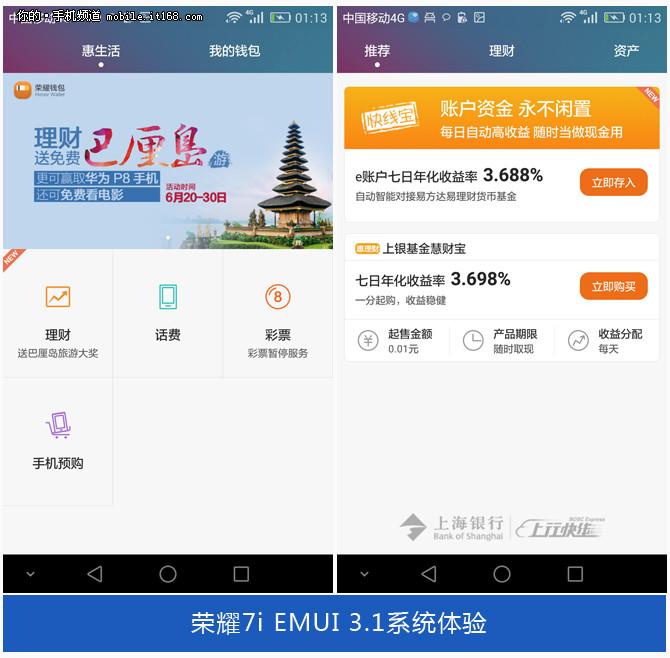 你的·手机频道 mobile.it168.com
4G 01:13
惠生活 我的钱包
荣耀钱包
Honor Wallet
理财
送免费
巴厘岛游
更可赢取华为 P8 手机
还可免费看电影
活动时间
6月20–30日
NEW
理财
送巴厘岛旅游大奖
话费
8
彩票
彩票暂停服务
手机预购
中国移动4G 4G 01:13
推荐 理财 资产
快线宝
账户资金 永不闲置
每日自动高收益 随时当做现金用
NEW
e账户七日年化收益率 3.688%
自动智能对接易方达易理财货币基金
立即存入
惠理财 上银基金慧财宝
七日年化收益率 3.698%
一分起购，收益稳健
立即购买
起售金额
0.01元
产品期限
随时取现
收益分配
每天
上海银行
Bank of Shanghai
BOSC Express
上行快线
荣耀7i EMUI 3.1系统体验